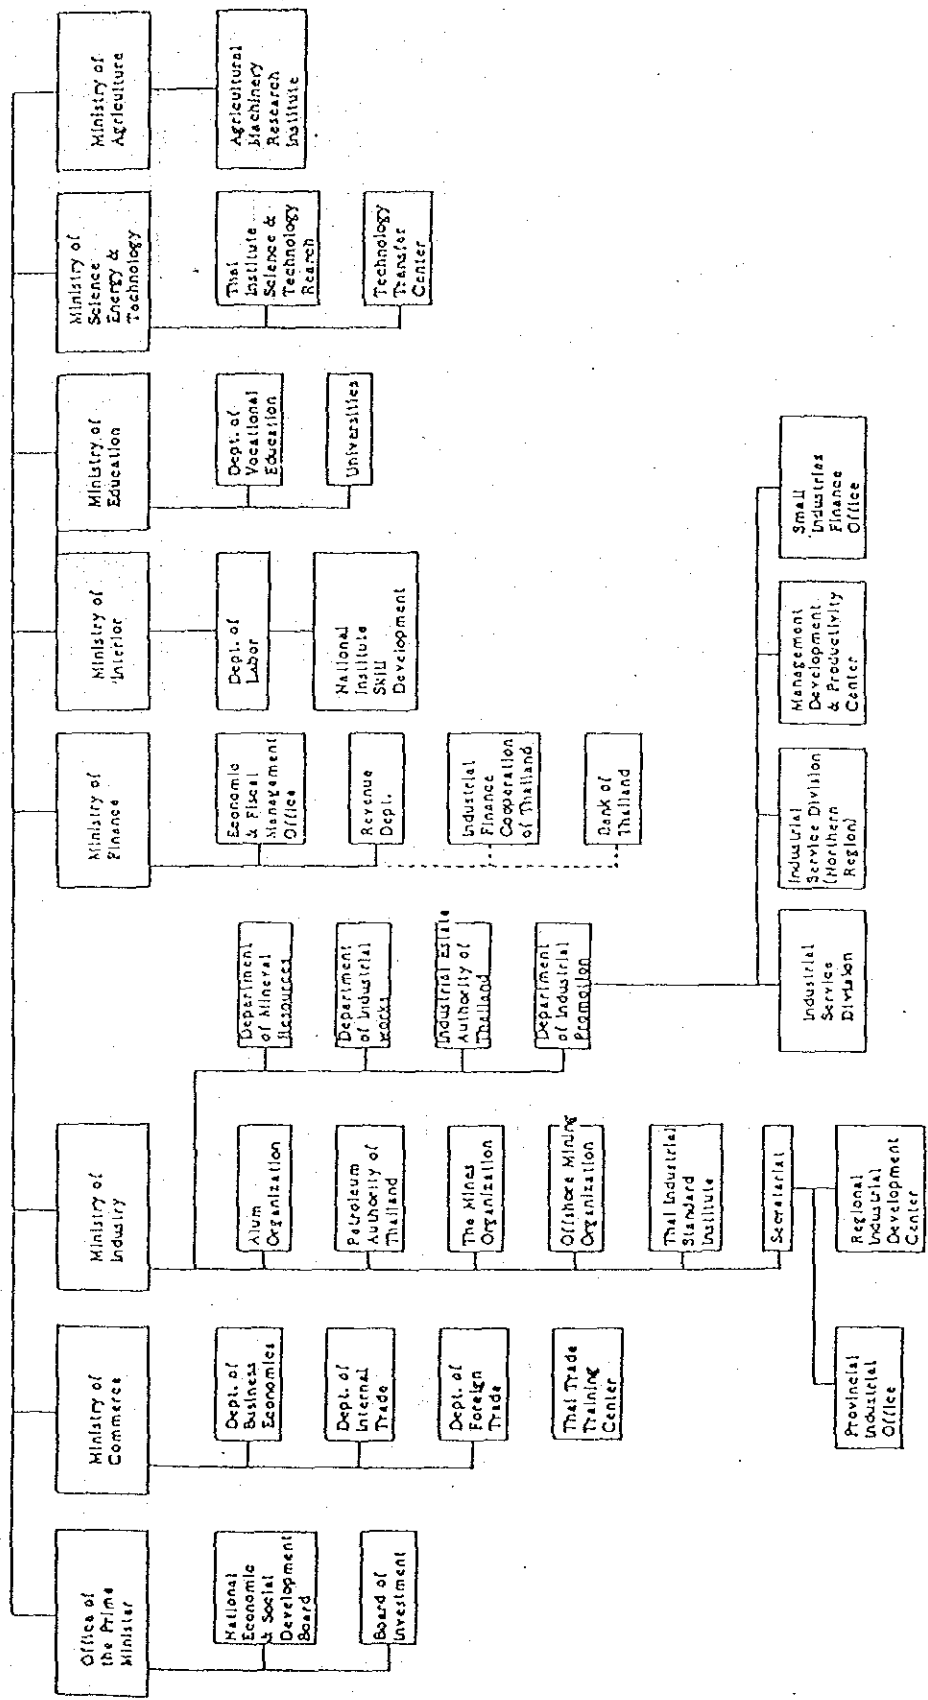 Office of
the Prime
Minister
National
Economic
& Social
Development
Board
Board of
Investment
Ministry of
Commerce
Dept. of
Business
Economics
Dept. of
Internal
Trade
Dept. of
Foreign
Trade
Thai Trade
Training
Center
Ministry of
Industry
Alum
Organization
Petroleum
Authority of
Thailand
The Mines
Organization
Offshore Mining
Organization
Thai Industrial
Standard
Institute
Secretariat
Provincial
Industrial
Office
Regional
Industrial
Development
Center
Department
of Mineral
Resources
Department
of Industrial
Works
Industrial Estate
Authority of
Thailand
Department
of Industrial
Promotion
Industrial
Service
Division
Industrial
Service Division
(Northern
Region)
Management
Development
& Productivity
Center
Small
Industries
Finance
Office
Ministry of
Finance
Economic
& Fiscal
Management
Office
Revenue
Dept.
Industrial
Finance
Cooperation
of Thailand
Bank of
Thailand
Ministry of
Interior
Dept. of
Labor
National
Institute
Skill
Development
Ministry of
Education
Dept. of
Vocational
Education
Universities
Ministry of
Science
Energy &
Technology
Thai
Institute
Science &
Technology
Rearch
Technology
Transfer
Center
Ministry of
Agriculture
Agricultural
Machinery
Research
Institute